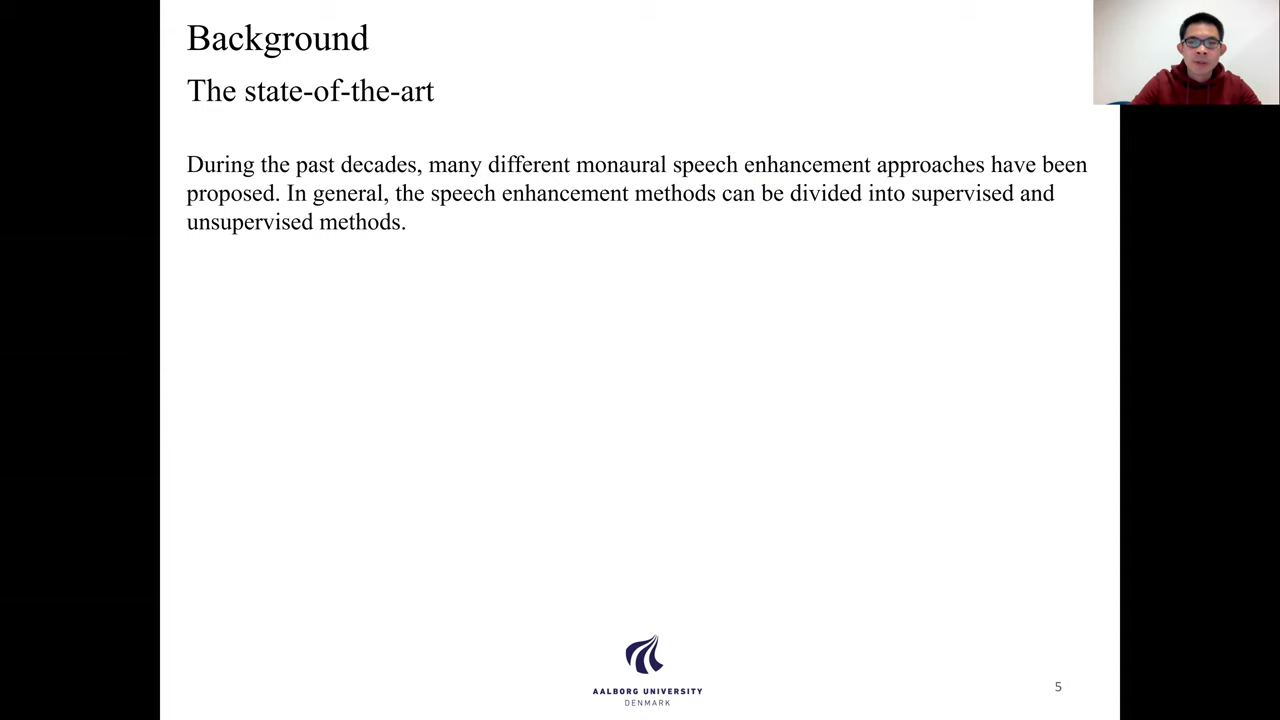 Background
The state-of-the-art
During the past decades, many different monaural speech enhancement approaches have been
proposed. In general, the speech enhancement methods can be divided into supervised and
unsupervised methods.
AALBORG UNIVERSITY
DENMARK
5